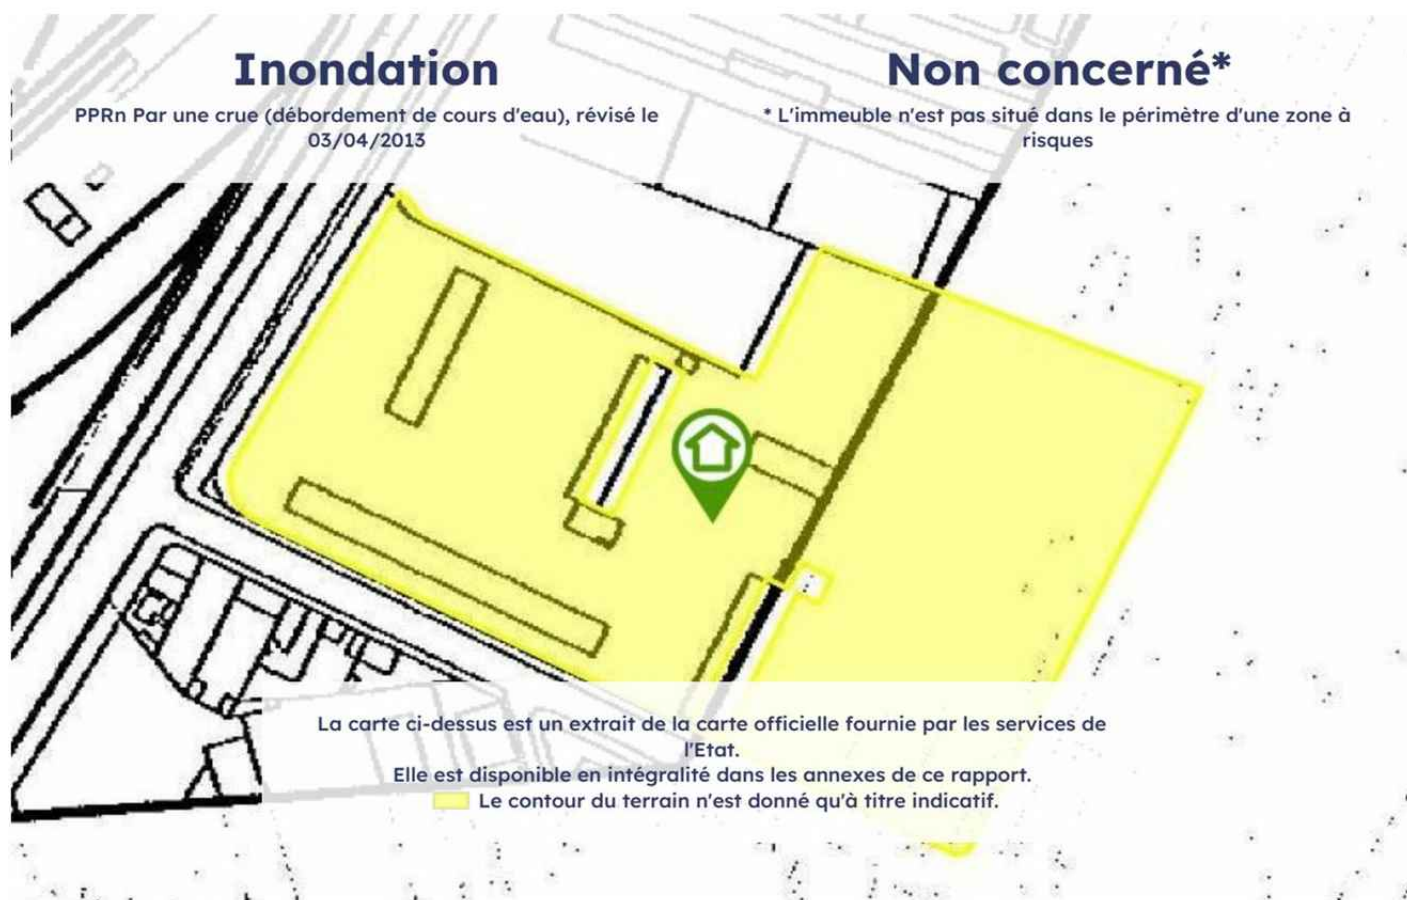 Inondation
PPRn Par une crue (débordement de cours d'eau), révisé le
03/04/2013
Non concerné*
* L'immeuble n'est pas situé dans le périmètre d'une zone à
risques
La carte ci-dessus est un extrait de la carte officielle fournie par les services de
l'Etat.
Elle est disponible en intégralité dans les annexes de ce rapport.
Le contour du terrain n'est donné qu'à titre indicatif.